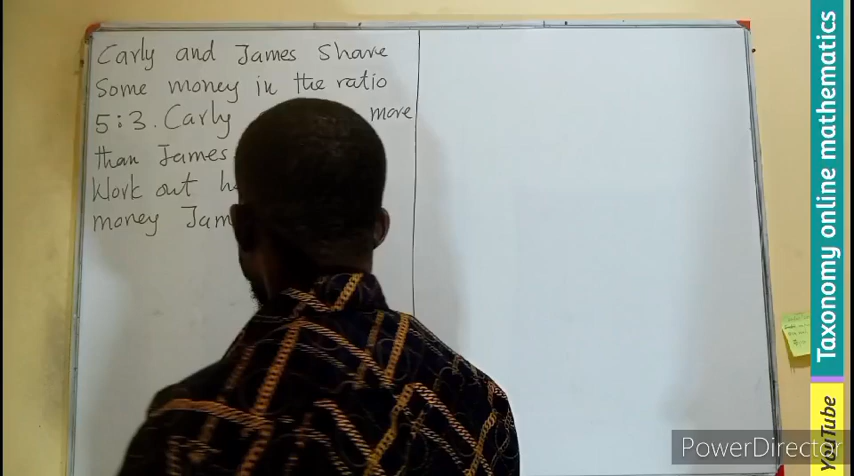 Carly and James Share
Some money in the ratio
5:3. Carly more
than James
Work out
money
Taxonomy online mathematics
YouTube
PowerDirector